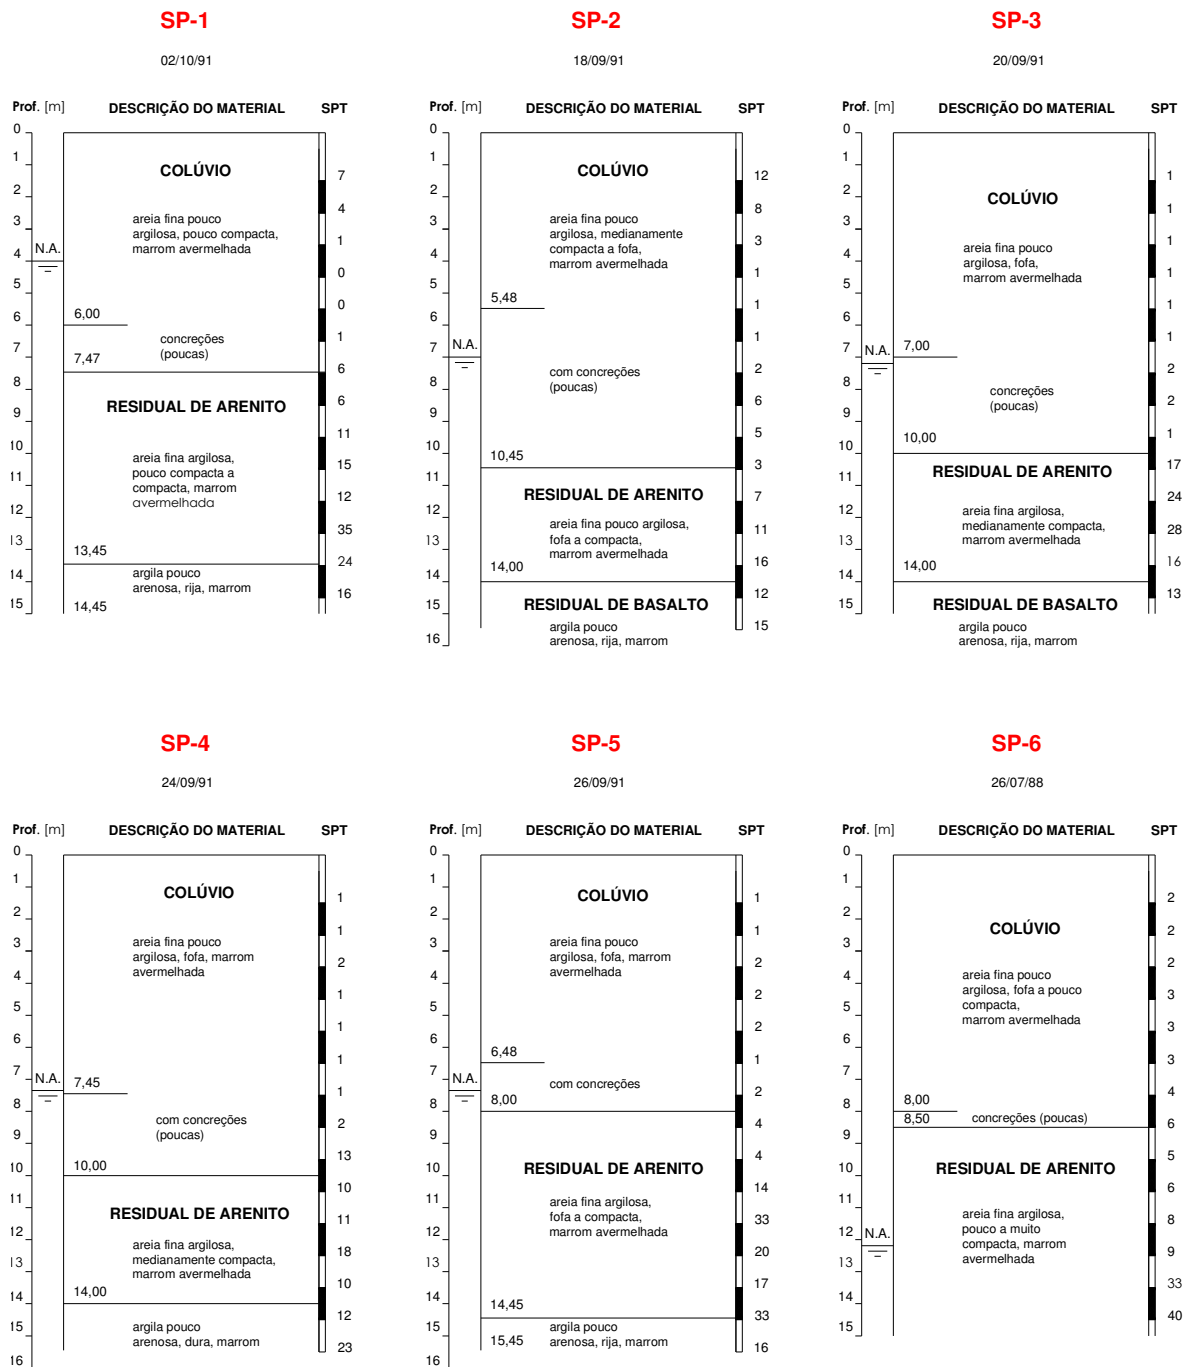 SP-1
02/10/91
Prof. [m] DESCRIÇÃO DO MATERIAL SPT
0
1
2
3
4
5
6
7
8
9
10
11
12
13
14
15
N.A.
COLÚVIO
areia fina pouco
argilosa, pouco compacta,
marrom avermelhada
6,00
concreções
(poucas)
7,47
RESIDUAL DE ARENITO
areia fina argilosa,
pouco compacta a
compacta, marrom
avermelhada
13,45
argila pouco
arenosa, rija, marrom
14,45
7
4
1
0
0
1
6
6
11
15
12
35
24
16
SP-2
18/09/91
Prof. [m] DESCRIÇÃO DO MATERIAL SPT
0
1
2
3
4
5
6
7
8
9
10
11
12
13
14
15
16
N.A.
COLÚVIO
areia fina pouco
argilosa, medianamente
compacta a fofa,
marrom avermelhada
5,48
com concreções
(poucas)
10,45
RESIDUAL DE ARENITO
areia fina pouco argilosa,
fofa a compacta,
marrom avermelhada
14,00
RESIDUAL DE BASALTO
argila pouco
arenosa, rija, marrom
12
8
3
1
1
1
2
6
5
3
7
11
16
12
15
SP-3
20/09/91
Prof. [m] DESCRIÇÃO DO MATERIAL SPT
0
1
2
3
4
5
6
7
8
9
10
11
12
13
14
15
N.A.
COLÚVIO
areia fina pouco
argilosa, fofa,
marrom avermelhada
7,00
concreções
(poucas)
10,00
RESIDUAL DE ARENITO
areia fina argilosa,
medianamente compacta,
marrom avermelhada
14,00
RESIDUAL DE BASALTO
argila pouco
arenosa, rija, marrom
1
1
1
1
1
1
2
2
1
17
24
28
16
13
SP-4
24/09/91
Prof. [m] DESCRIÇÃO DO MATERIAL SPT
0
1
2
3
4
5
6
7
8
9
10
11
12
13
14
15
16
N.A.
COLÚVIO
areia fina pouco
argilosa, fofa, marrom
avermelhada
7,45
com concreções
(poucas)
10,00
RESIDUAL DE ARENITO
areia fina argilosa,
medianamente compacta,
marrom avermelhada
14,00
argila pouco
arenosa, dura, marrom
1
1
2
1
1
1
1
2
13
10
11
18
10
12
23
SP-5
26/09/91
Prof. [m] DESCRIÇÃO DO MATERIAL SPT
0
1
2
3
4
5
6
7
8
9
10
11
12
13
14
15
16
N.A.
COLÚVIO
areia fina pouco
argilosa, fofa, marrom
avermelhada
6,48
com concreções
8,00
RESIDUAL DE ARENITO
areia fina argilosa,
fofa a compacta,
marrom avermelhada
14,45
argila pouco
15,45 arenosa, rija, marrom
1
1
2
2
2
1
2
4
4
14
33
20
17
33
16
SP-6
26/07/88
Prof. [m] DESCRIÇÃO DO MATERIAL SPT
0
1
2
3
4
5
6
7
8
9
10
11
12
13
14
15
N.A.
COLÚVIO
areia fina pouco
argilosa, fofa a pouco
compacta,
marrom avermelhada
8,00
8,50 concreções (poucas)
RESIDUAL DE ARENITO
areia fina argilosa,
pouco a muito
compacta, marrom
avermelhada
2
2
2
3
3
3
4
6
5
6
8
9
33
40